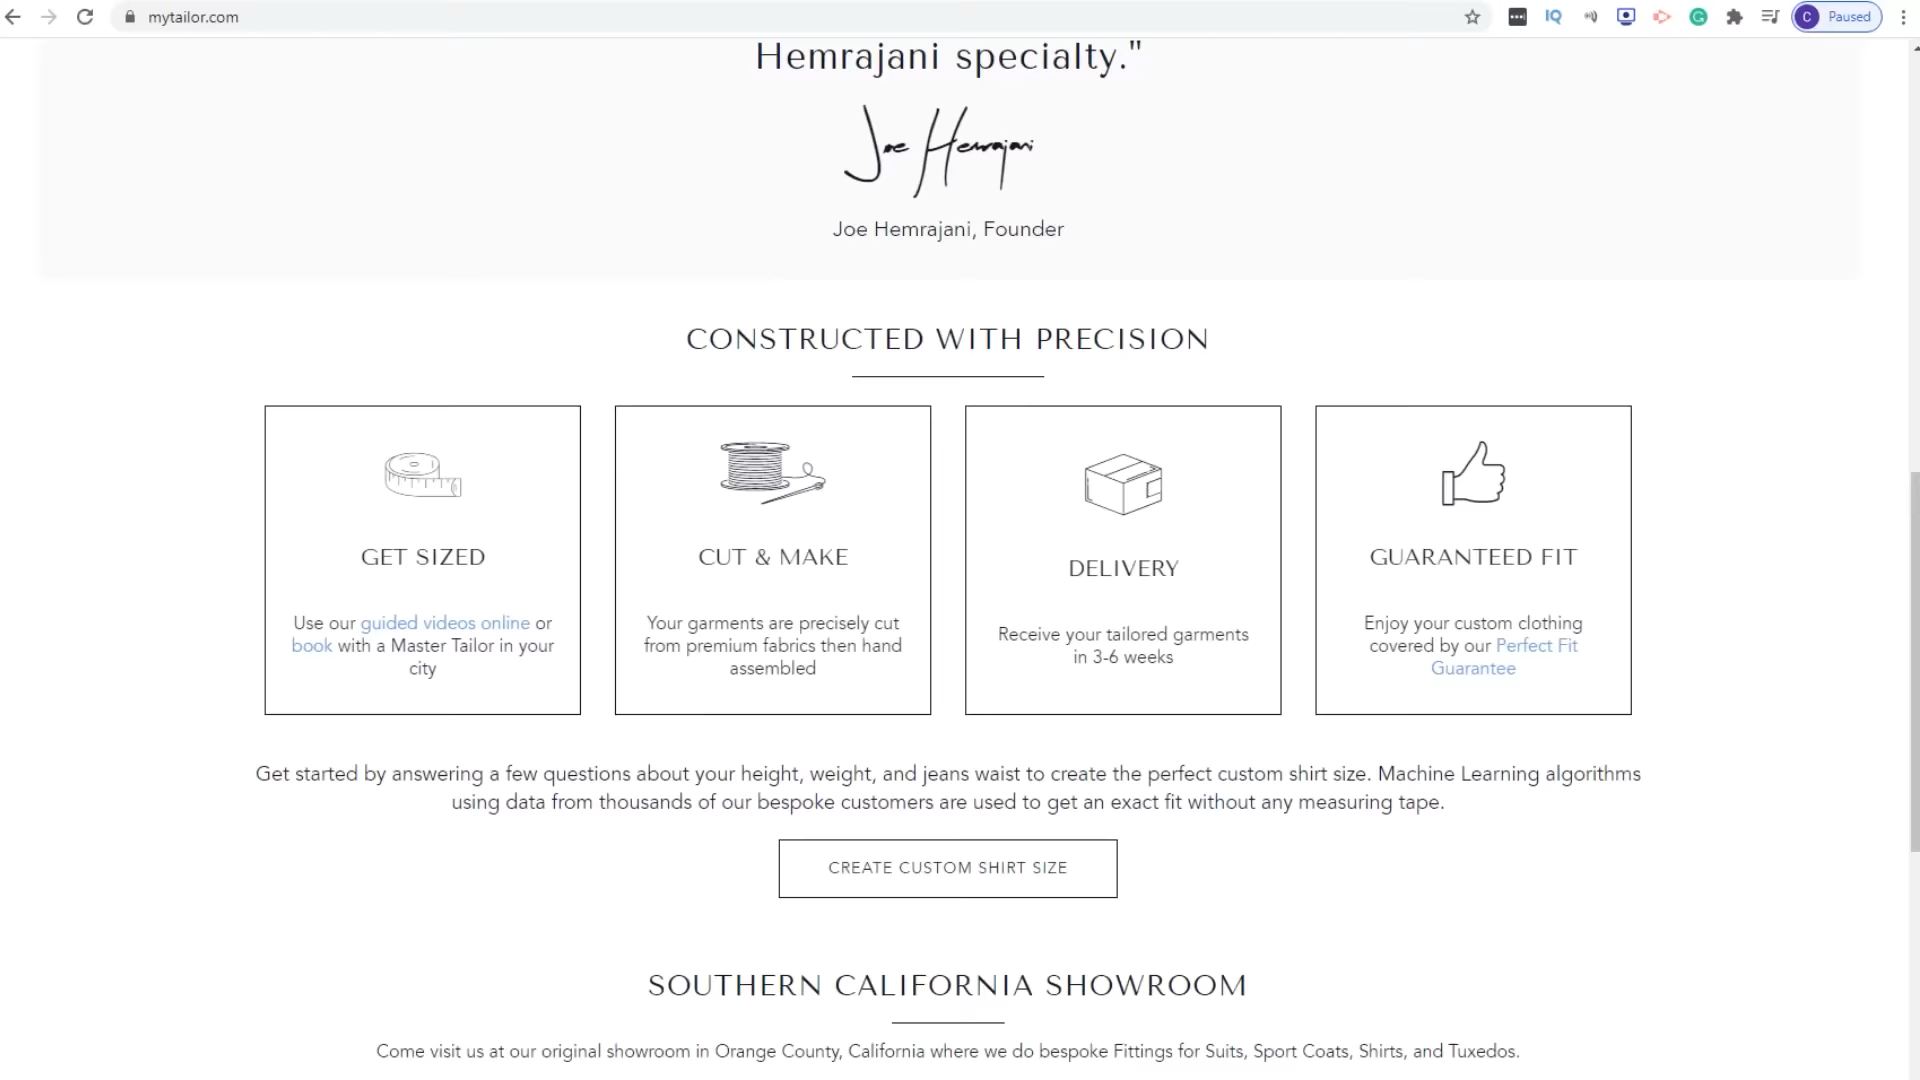 mytailor.com
IQ
C
Paused
Hemrajani specialty."
Joe Hemrajani
Joe Hemrajani, Founder
CONSTRUCTED WITH PRECISION
GET SIZED
Use our guided videos online or
book with a Master Tailor in your
city
CUT & MAKE
Your garments are precisely cut
from premium fabrics then hand
assembled
DELIVERY
Receive your tailored garments
in 3-6 weeks
GUARANTEED FIT
Enjoy your custom clothing
covered by our Perfect Fit
Guarantee
Get started by answering a few questions about your height, weight, and jeans waist to create the perfect custom shirt size. Machine Learning algorithms
using data from thousands of our bespoke customers are used to get an exact fit without any measuring tape.
CREATE CUSTOM SHIRT SIZE
SOUTHERN CALIFORNIA SHOWROOM
Come visit us at our original showroom in Orange County, California where we do bespoke Fittings for Suits, Sport Coats, Shirts, and Tuxedos.